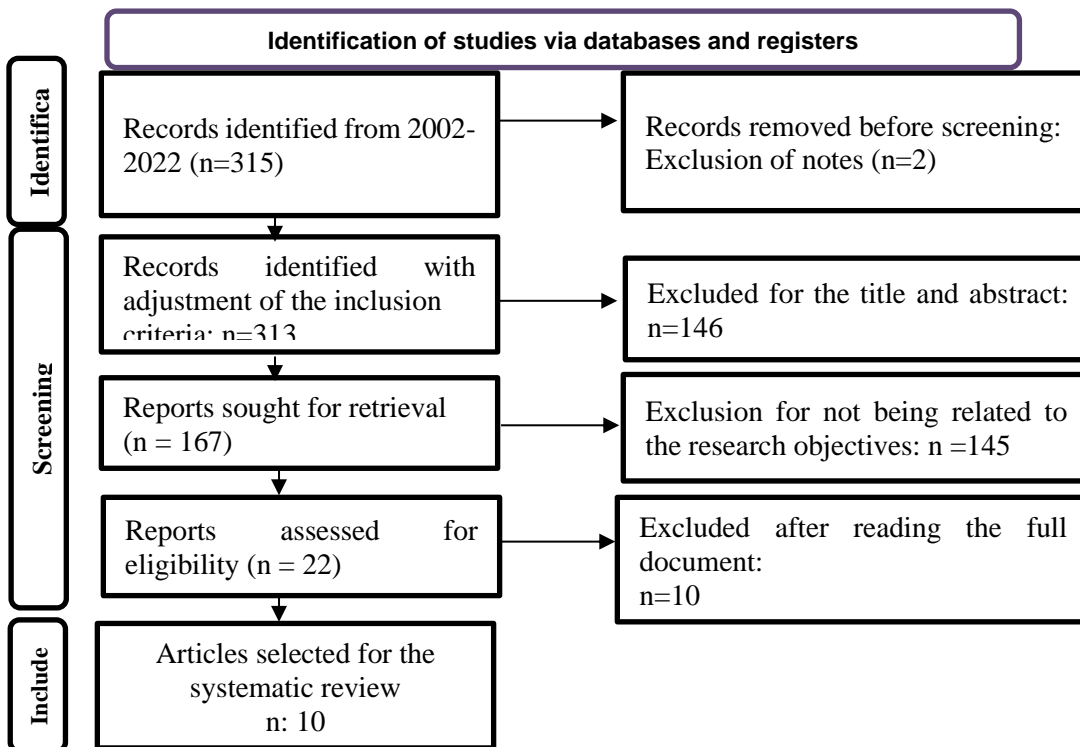 Identification of studies via databases and registers
Identifica
Records identified from 2002-
2022 (n=315)
Records removed before screening:
Exclusion of notes (n=2)
Screening
Records identified with
adjustment of the inclusion
criteria: n=313
Excluded for the title and abstract:
n=146
Reports sought for retrieval
(n = 167)
Exclusion for not being related to
the research objectives: n =145
Reports assessed for
eligibility (n = 22)
Excluded after reading the full
document:
n=10
Include
Articles selected for the
systematic review
n: 10